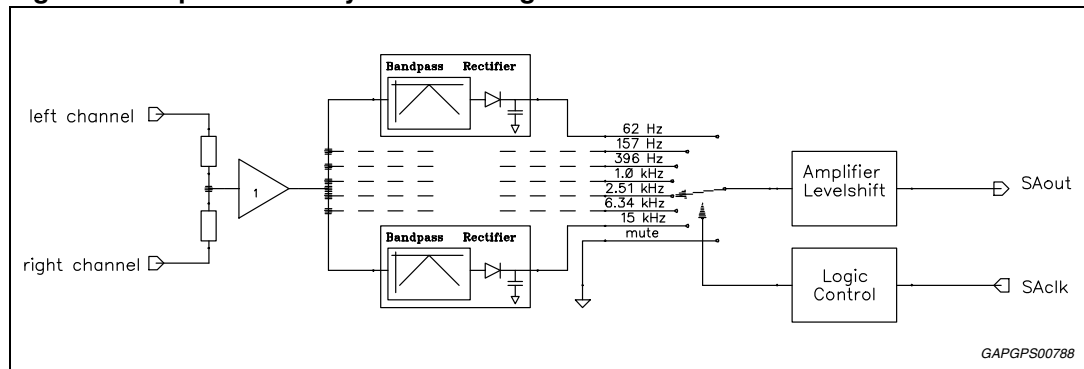 left channel
right channel
1
Bandpass Rectifier
Bandpass Rectifier
62 Hz
157 Hz
396 Hz
1.0 kHz
2.51 kHz
6.34 kHz
15 kHz
mute
Amplifier
Levelshift
SAout
Logic
Control
SAclk
GAPGPS00788